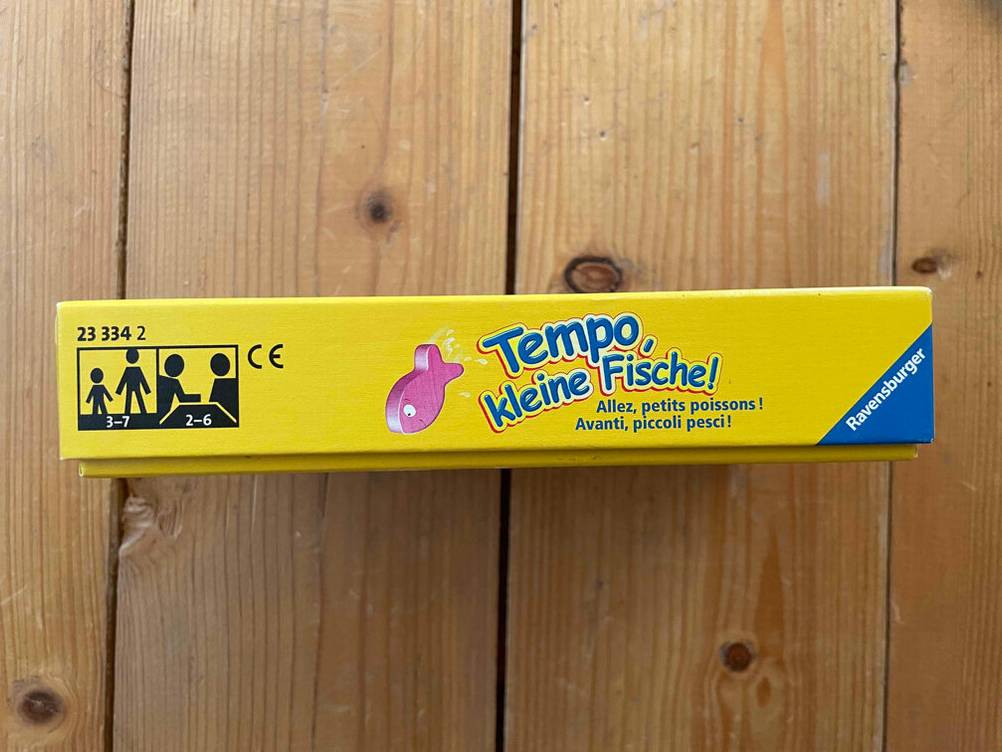 23 334 2
3–7
2–6
CE
Tempo,
kleine Fische!
Allez, petits poissons!
Avanti, piccoli pesci!
Ravensburger